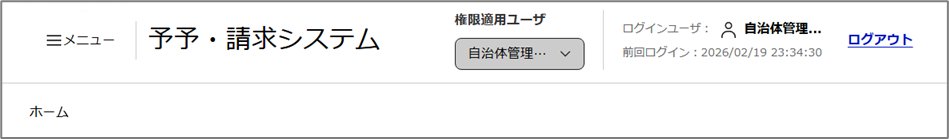 メニュー
予予・請求システム
権限適用ユーザ
自治体管理…
ログインユーザ： 自治体管理...
前回ログイン：2026/02/19 23:34:30
ログアウト
ホーム